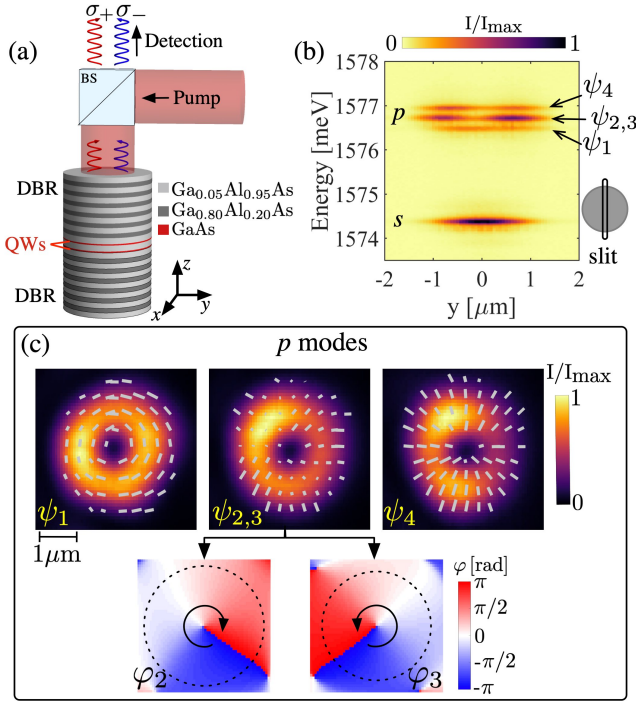 (a)
σ+ σ−
Detection
BS
Pump
DBR
Ga0.05Al0.95As
Ga0.80Al0.20As
GaAs
QWs
DBR
z
y
x
(b)
I/Imax
0 1
1578
1577
1576
1575
1574
Energy [meV]
p
s
ψ4
ψ2,3
ψ1
slit
-2 -1 0 1 2
y [μm]
(c)
p modes
I/Imax
1
0
ψ1
ψ2,3
ψ4
1μm
φ2
φ3
φ [rad]
π
π/2
0
-π/2
-π